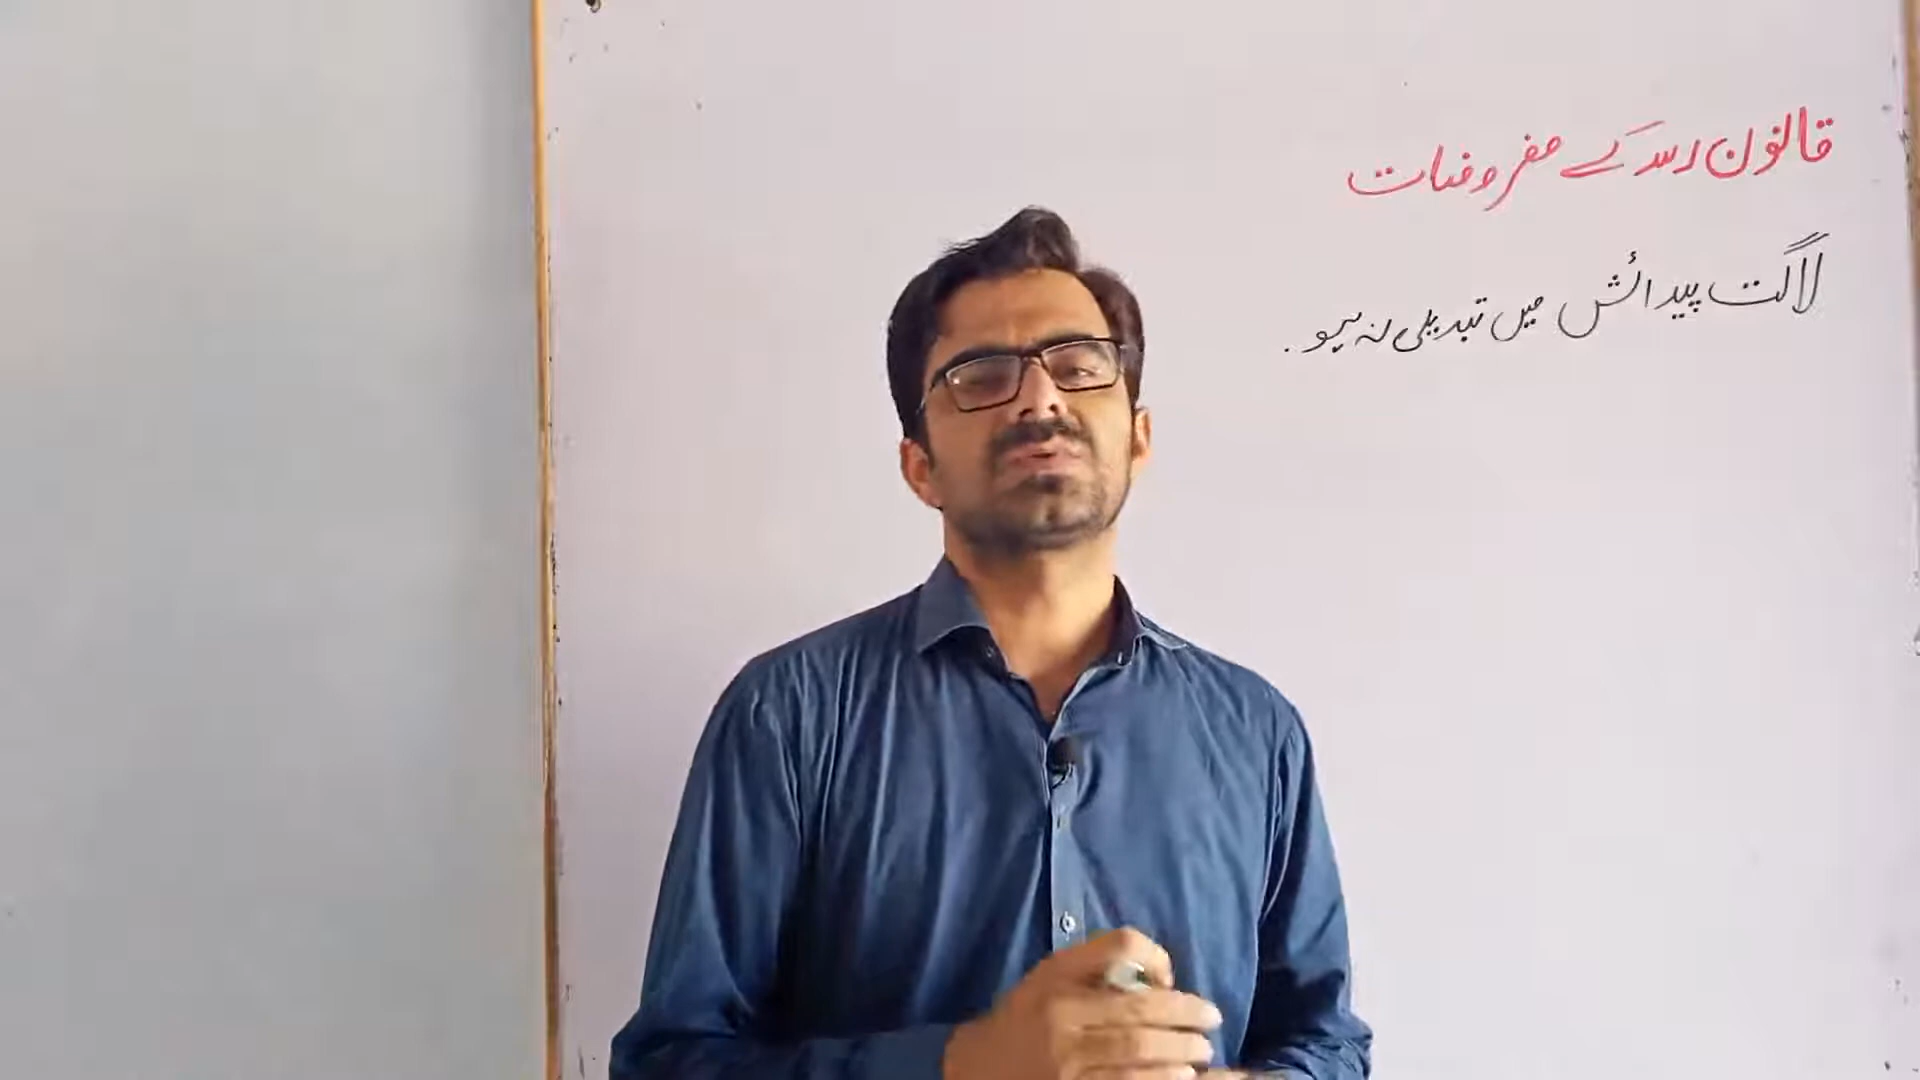 قانون رسد کے مفروضات
لاگت پیدائش میں تبدیلی نہ ہو.